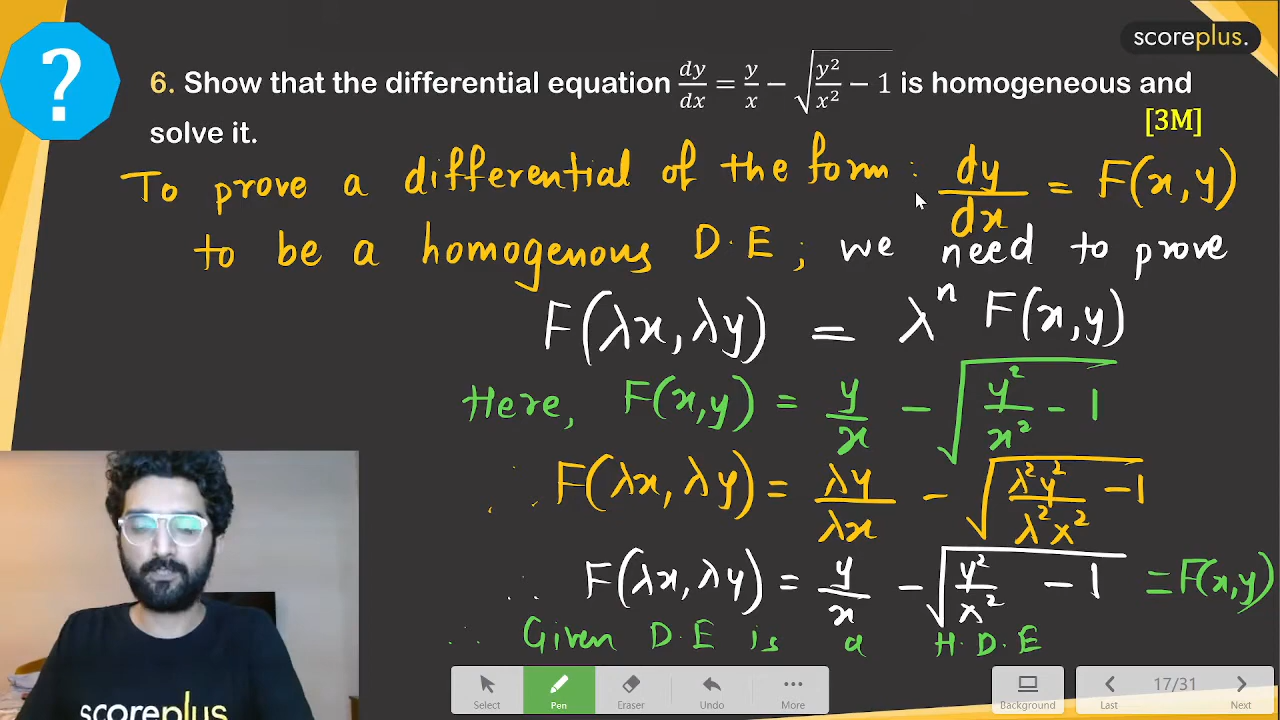 scoreplus.
?
6. Show that the differential equation dy/dx = y/x − √(y²/x² − 1) is homogeneous and
solve it.
[3M]
To prove a differential of the form : dy/dx = F(x,y)
to be a homogenous D.E ; we need to prove
F(λx, λy) = λⁿ F(x,y)
Here, F(x,y) = y/x − √(y²/x² − 1)
∴ F(λx, λy) = λy/λx − √(λ²y²/λ²x² − 1)
∴ F(λx, λy) = y/x − √(y²/x² − 1) = F(x,y)
∴ Given D.E is a H.D.E
scoreplus
Select
Pen
Eraser
Undo
More
Background
Last
17/31
Next